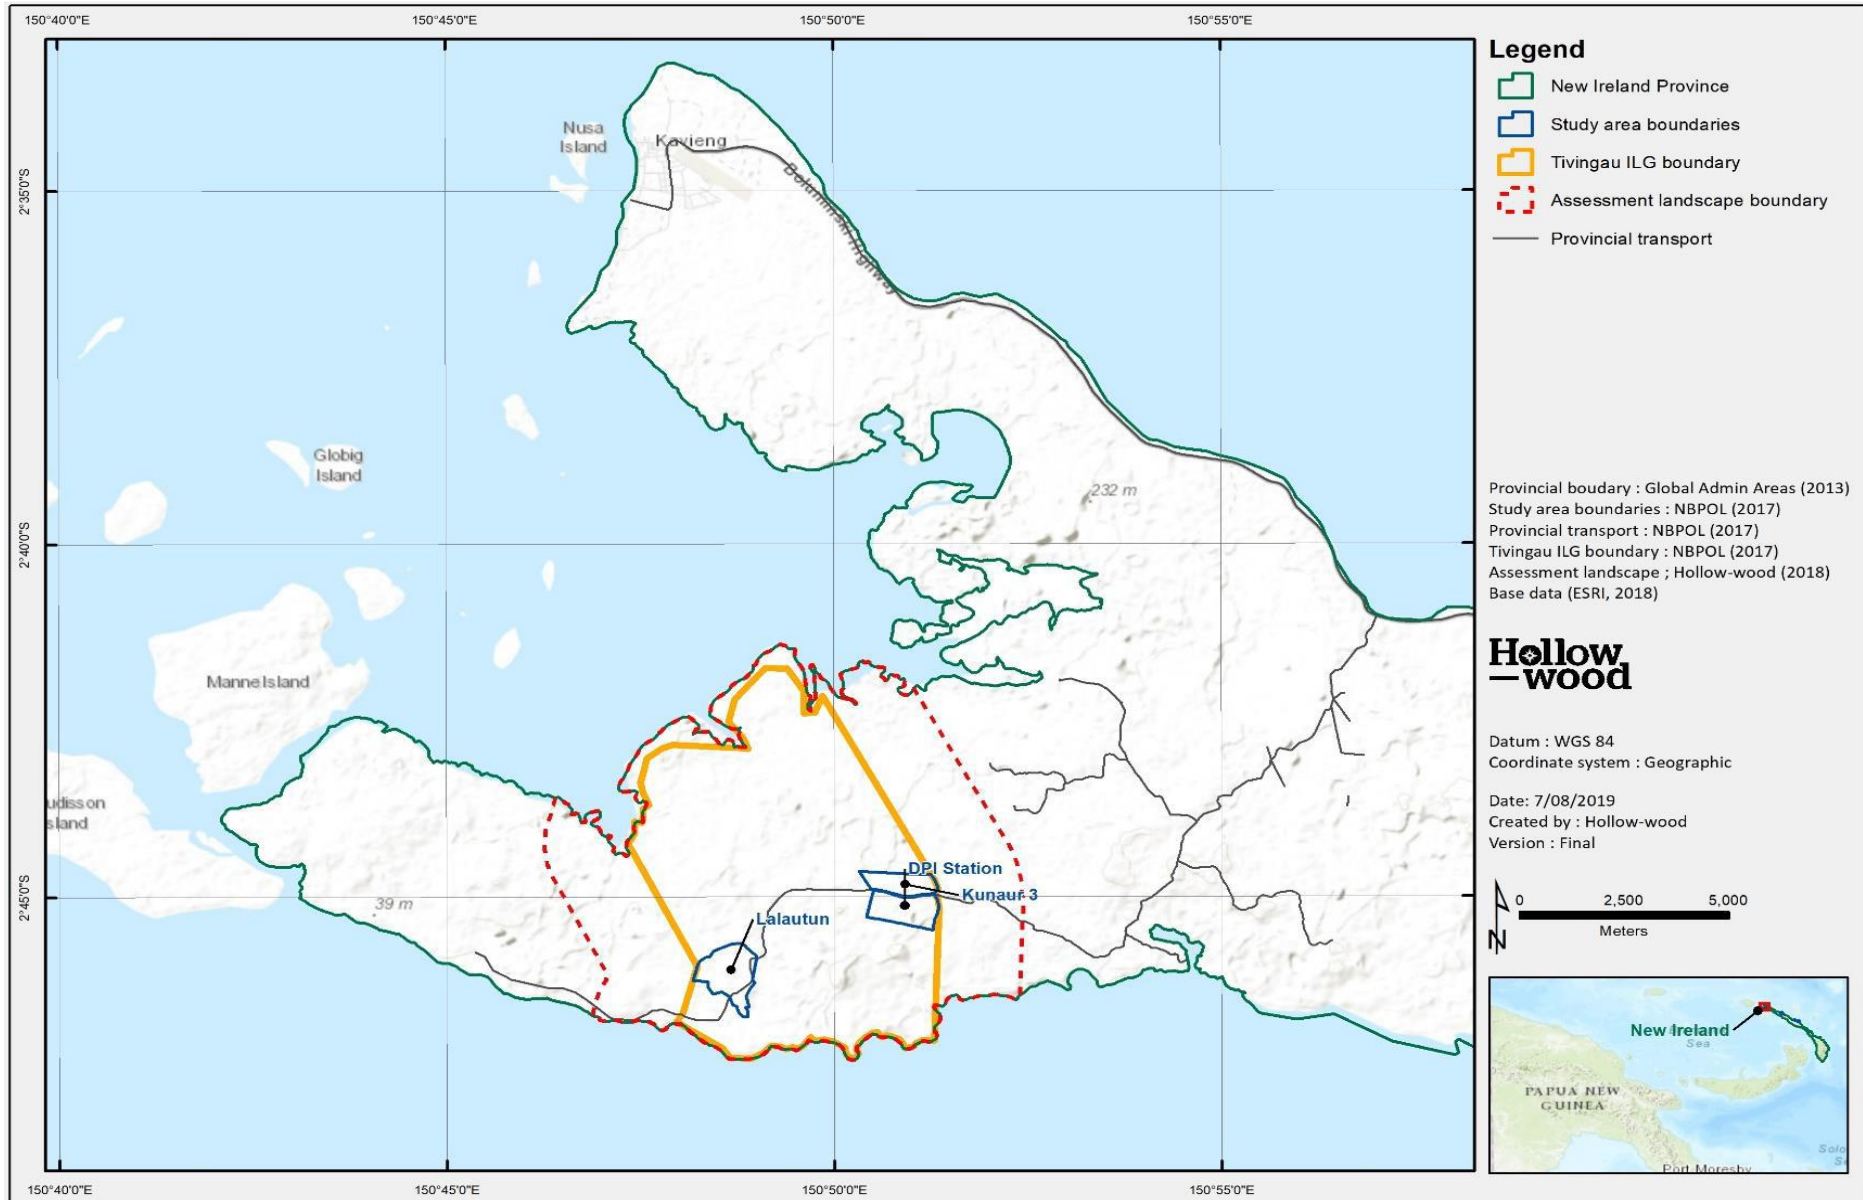 150°40'0"E
150°45'0"E
150°50'0"E
150°55'0"E
2°35'0"S
2°40'0"S
2°45'0"S
Nusa
Island
Kavieng
Boluminski Highway
Globig
Island
232 m
Manne Island
udisson
sland
39 m
DPI Station
Kunaur 3
Lalautun
150°40'0"E
150°45'0"E
150°50'0"E
150°55'0"E
Legend
New Ireland Province
Study area boundaries
Tivingau ILG boundary
Assessment landscape boundary
Provincial transport
Provincial boudary : Global Admin Areas (2013)
Study area boundaries : NBPOL (2017)
Provincial transport : NBPOL (2017)
Tivingau ILG boundary : NBPOL (2017)
Assessment landscape ; Hollow-wood (2018)
Base data (ESRI, 2018)
Hollow
—wood
Datum : WGS 84
Coordinate system : Geographic
Date: 7/08/2019
Created by : Hollow-wood
Version : Final
N
0 2,500 5,000
Meters
New Ireland
Sea
PAPUA NEW
GUINEA
Port Moresby